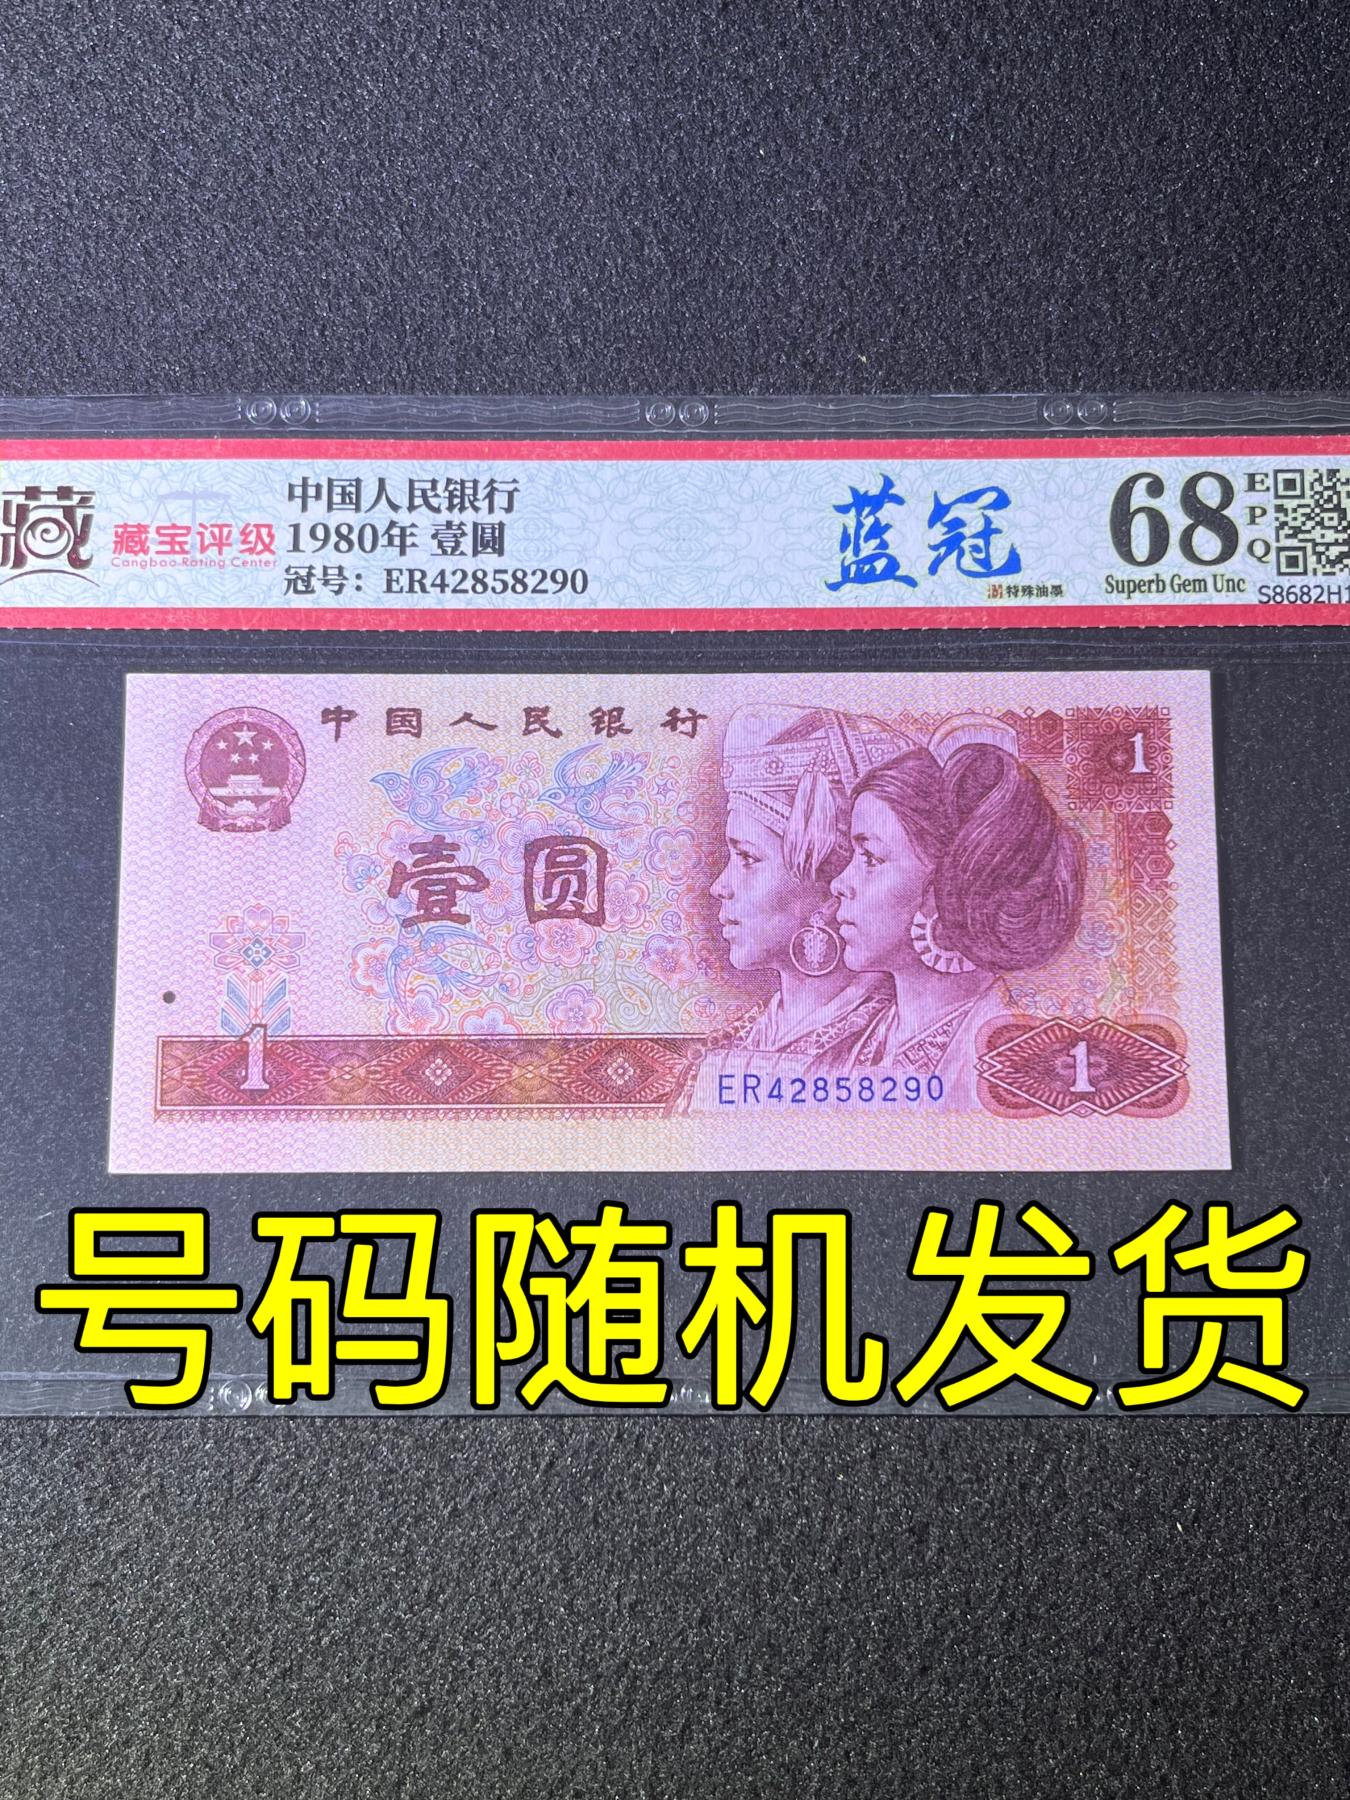 藏
藏宝评级
Cangbao Rating Center
中国人民银行
1980年 壹圆
冠号：ER42858290
蓝冠
特殊油墨
68
EPQ
Superb Gem Unc
S8682H1
中国人民银行
1
壹圆
1
ER42858290
1
号码随机发货